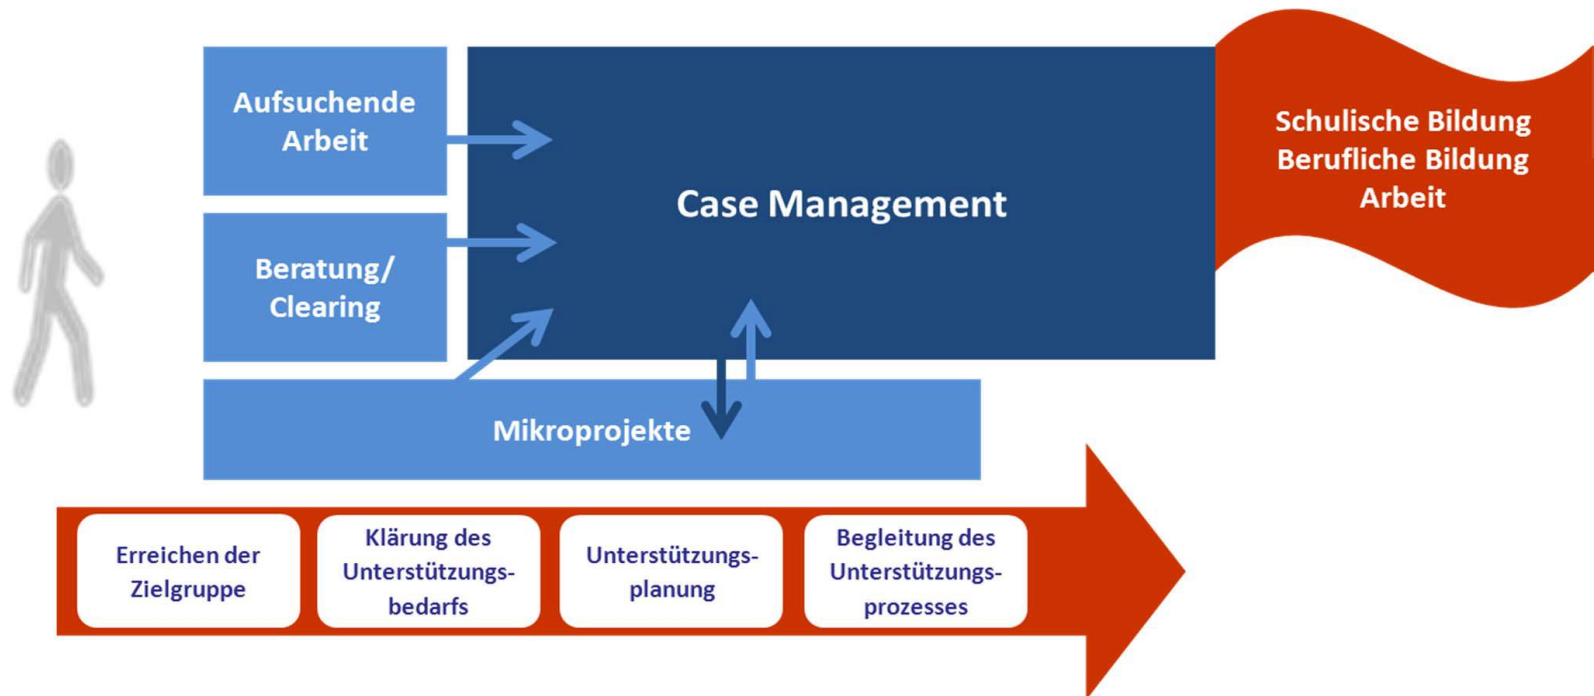 Aufsuchende
Arbeit
Beratung/
Clearing
Case Management
Schulische Bildung
Berufliche Bildung
Arbeit
Mikroprojekte
Erreichen der
Zielgruppe
Klärung des
Unterstützungs-
bedarfs
Unterstützungs-
planung
Begleitung des
Unterstützungs-
prozesses